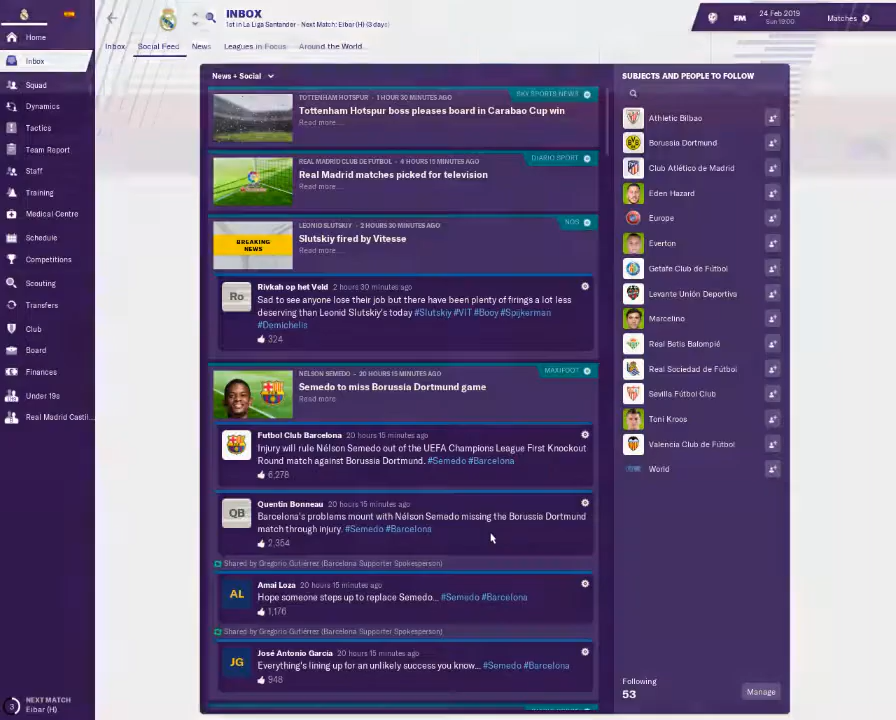 INBOX
1st in La Liga Santander - Next Match: Eibar (H) (3 days)
FM
24 Feb 2019
Sun 19:00
Matches
Home
Inbox
Squad
Dynamics
Tactics
Team Report
Staff
Training
Medical Centre
Schedule
Competitions
Scouting
Transfers
Club
Board
Finances
Under 19s
Real Madrid Castil...
3
NEXT MATCH
Eibar (H)
Inbox Social Feed News Leagues in Focus Around the World...
News + Social
TOTTENHAM HOTSPUR - 1 HOUR 30 MINUTES AGO
SKY SPORTS NEWS
Tottenham Hotspur boss pleases board in Carabao Cup win
Read more...
REAL MADRID CLUB DE FÚTBOL - 4 HOURS 15 MINUTES AGO
DIARIO SPORT
Real Madrid matches picked for television
Read more...
LEONID SLUTSKIY - 2 HOURS 30 MINUTES AGO
NOS
BREAKING
NEWS
Slutskiy fired by Vitesse
Read more...
Ro
Rivkah op het Veld 2 hours 30 minutes ago
Sad to see anyone lose their job but there have been plenty of firings a lot less
deserving than Leonid Slutskiy's today #Slutskiy #VIT #Booy #Spijkerman
#Demichelis
324
NELSON SEMEDO - 20 HOURS 15 MINUTES AGO
MAXIFOOT
Semedo to miss Borussia Dortmund game
Read more
Futbol Club Barcelona 20 hours 15 minutes ago
Injury will rule Nélson Semedo out of the UEFA Champions League First Knockout
Round match against Borussia Dortmund. #Semedo #Barcelona
6,278
QB
Quentin Bonneau 20 hours 15 minutes ago
Barcelona's problems mount with Nélson Semedo missing the Borussia Dortmund
match through injury. #Semedo #Barcelona
2,354
Shared by Gregorio Gutiérrez (Barcelona Supporter Spokesperson)
AL
Amai Loza 20 hours 15 minutes ago
Hope someone steps up to replace Semedo... #Semedo #Barcelona
1,176
Shared by Gregorio Gutiérrez (Barcelona Supporter Spokesperson)
JG
José Antonio García 20 hours 15 minutes ago
Everything's lining up for an unlikely success you know... #Semedo #Barcelona
948
SUBJECTS AND PEOPLE TO FOLLOW
Athletic Bilbao
Borussia Dortmund
Club Atlético de Madrid
Eden Hazard
Europe
Everton
Getafe Club de Fútbol
Levante Unión Deportiva
Marcelino
Real Betis Balompié
Real Sociedad de Fútbol
Sevilla Fútbol Club
Toni Kroos
Valencia Club de Fútbol
World
Following
53
Manage